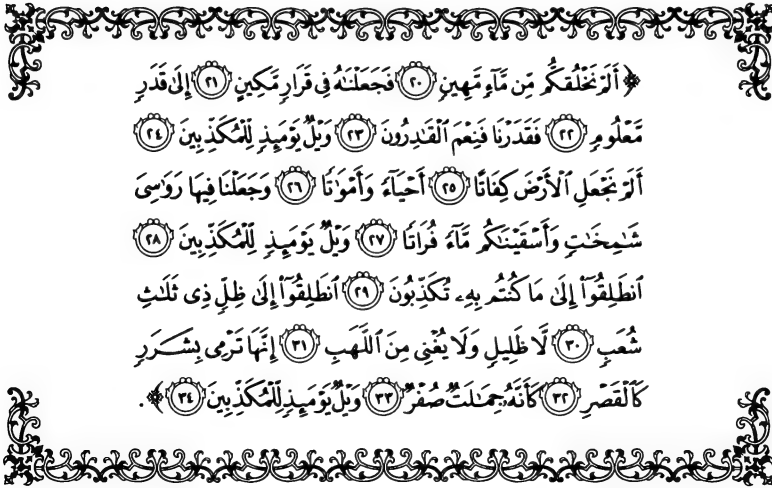 ﴿ أَلَمْ نَخْلُقكُّم مِّن مَّآءٍ مَّهِينٍ ٢٠ فَجَعَلْنَٰهُ فِى قَرَارٍ مَّكِينٍ ٢١ إِلَىٰ قَدَرٍ
مَّعْلُومٍ ٢٢ فَقَدَرْنَا فَنِعْمَ ٱلْقَٰدِرُونَ ٢٣ وَيْلٌ يَوْمَئِذٍ لِّلْمُكَذِّبِينَ ٢٤
أَلَمْ نَجْعَلِ ٱلْأَرْضَ كِفَاتًا ٢٥ أَحْيَآءً وَأَمْوَٰتًا ٢٦ وَجَعَلْنَا فِيهَا رَوَٰسِىَ
شَٰمِخَٰتٍ وَأَسْقَيْنَٰكُم مَّآءً فُرَاتًا ٢٧ وَيْلٌ يَوْمَئِذٍ لِّلْمُكَذِّبِينَ ٢٨
ٱنطَلِقُوٓا۟ إِلَىٰ مَا كُنتُم بِهِۦ تُكَذِّبُونَ ٢٩ ٱنطَلِقُوٓا۟ إِلَىٰ ظِلٍّ ذِى ثَلَٰثِ
شُعَبٍ ٣٠ لَّا ظَلِيلٍ وَلَا يُغْنِى مِنَ ٱللَّهَبِ ٣١ إِنَّهَا تَرْمِى بِشَرَرٍ
كَٱلْقَصْرِ ٣٢ كَأَنَّهُۥ جِمَٰلَتٌ صُفْرٌ ٣٣ وَيْلٌ يَوْمَئِذٍ لِّلْمُكَذِّبِينَ ٣٤ ﴾ .